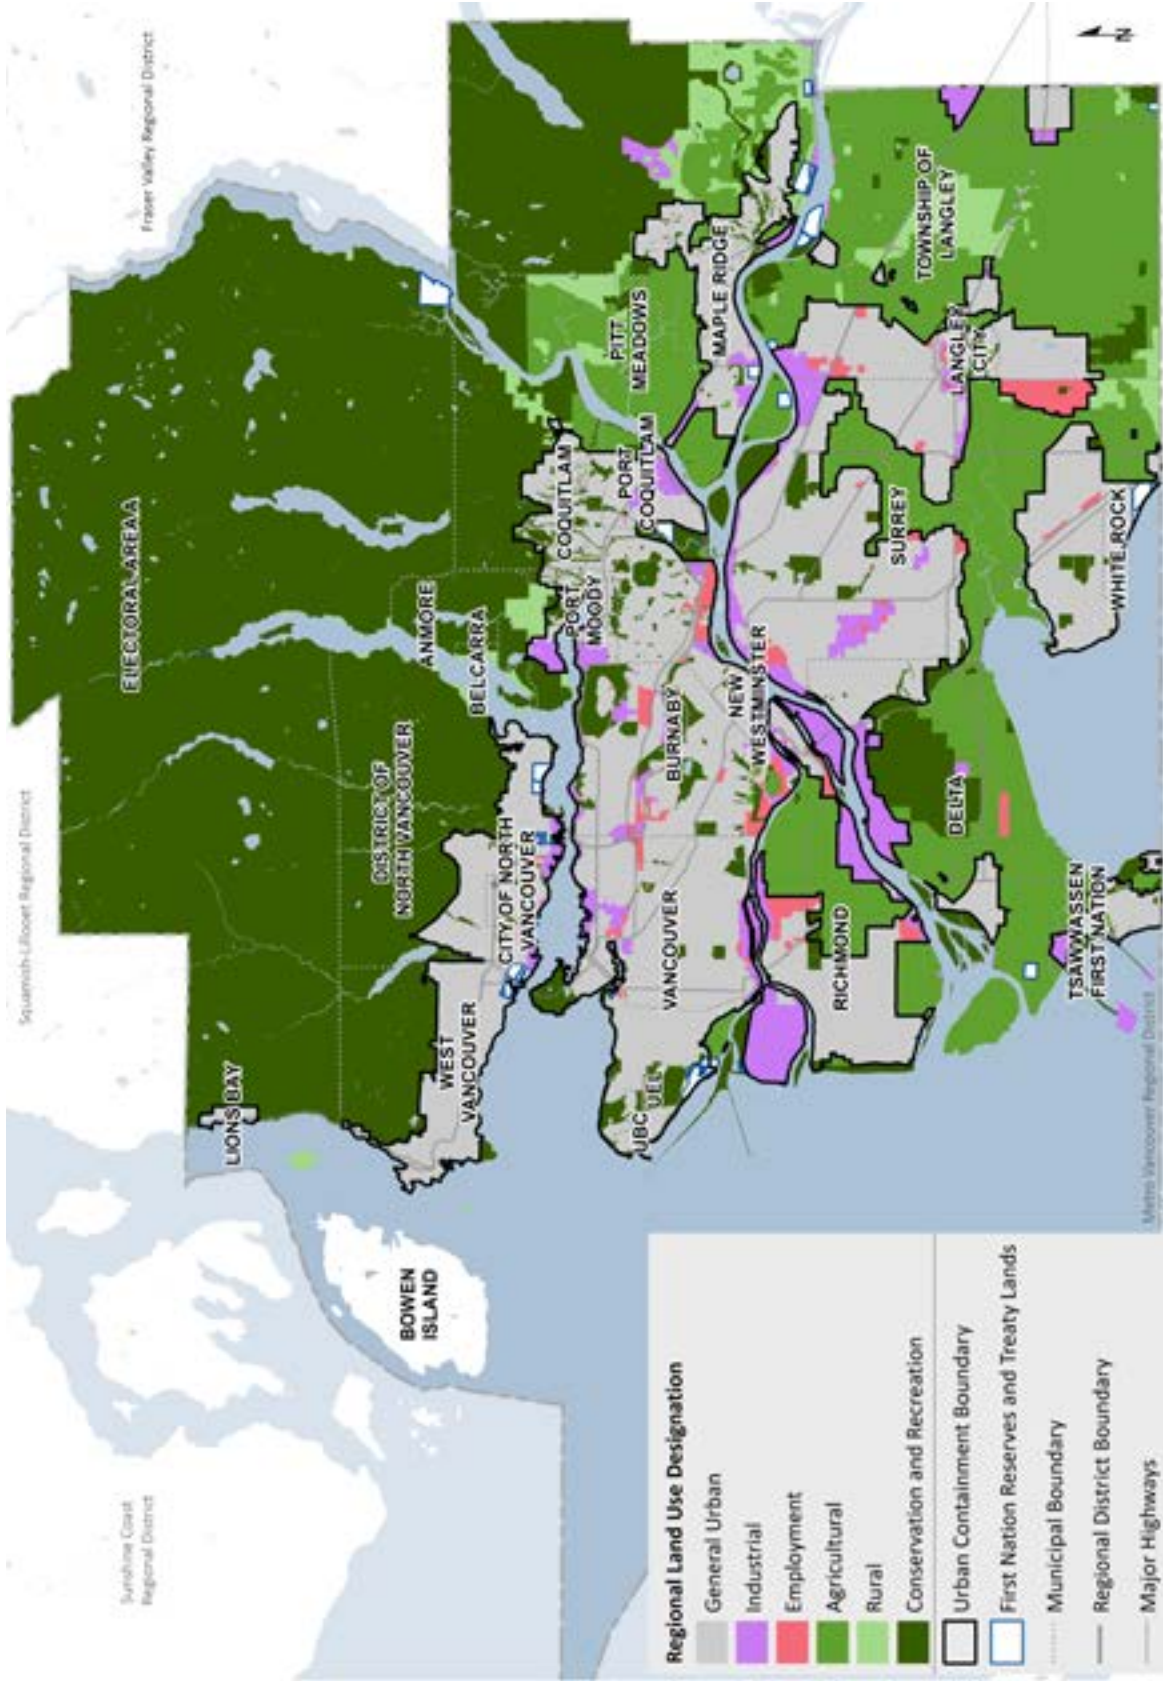 Squamish-Lillooet Regional District
Fraser Valley Regional District
Sunshine Coast
Regional District
ELECTORAL AREA A
LIONS BAY
BOWEN
ISLAND
WEST
VANCOUVER
DISTRICT OF
NORTH VANCOUVER
CITY OF NORTH
VANCOUVER
ANMORE
BELCARRA
PORT
MOODY
COQUITLAM
PORT
COQUITLAM
PITT
MEADOWS
MAPLE RIDGE
UBC
UEL
VANCOUVER
BURNABY
NEW
WESTMINSTER
RICHMOND
SURREY
LANGLEY
CITY
TOWNSHIP OF
LANGLEY
DELTA
WHITE ROCK
TSAWWASSEN
FIRST NATION
Metro Vancouver Regional District
N
Regional Land Use Designation
General Urban
Industrial
Employment
Agricultural
Rural
Conservation and Recreation
Urban Containment Boundary
First Nation Reserves and Treaty Lands
Municipal Boundary
Regional District Boundary
Major Highways